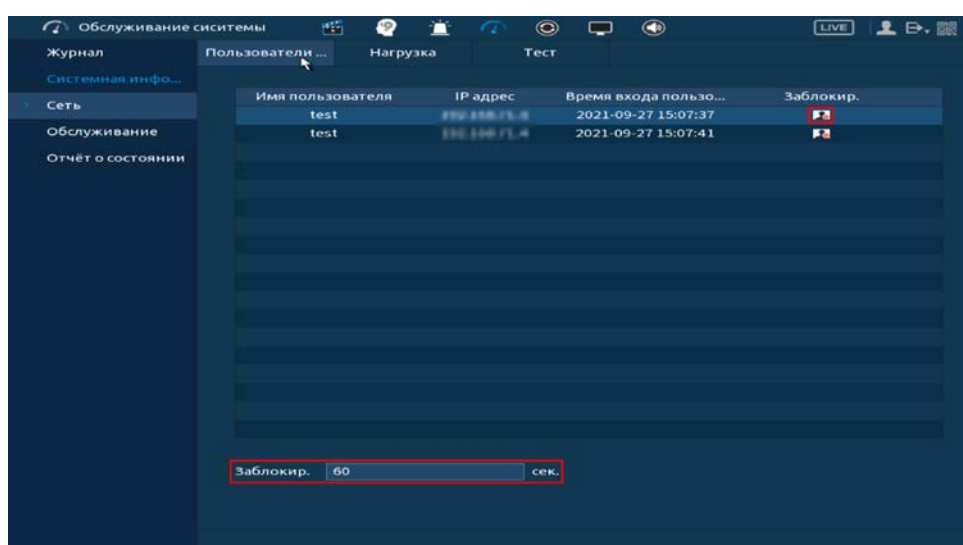 Обслуживание сиситемы
LIVE
Журнал
Системная инфо...
Сеть
Обслуживание
Отчёт о состоянии
Пользователи ... Нагрузка Тест
Имя пользователя IP адрес Время входа пользо... Заблокир.
test 2021-09-27 15:07:37
test 2021-09-27 15:07:41
Заблокир. 60 сек.